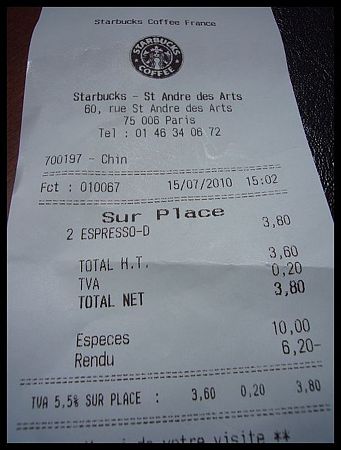 Starbucks Coffee France
STARBUCKS
COFFEE
Starbucks - St Andre des Arts
60, rue St Andre des Arts
75 006 Paris
Tel : 01 46 34 06 72
700197 - Chin
Fct : 010067 15/07/2010 15:02
Sur Place
2 ESPRESSO-D 3,80
TOTAL H.T. 3,60
TVA 0,20
TOTAL NET 3,80
Especes 10,00
Rendu 6,20-
TVA 5.5% SUR PLACE : 3,60 0,20 3,80
de votre visite **